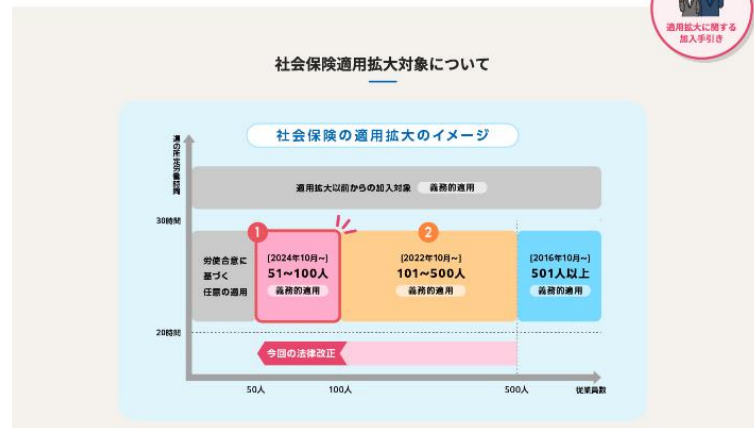 適用拡大に関する
加入手引き
社会保険適用拡大対象について
社会保険の適用拡大のイメージ
週の所定労働時間
適用拡大以前からの加入対象 義務的適用
30時間
1
2
労使合意に
基づく
任意の適用
[2024年10月~]
51~100人
義務的適用
[2022年10月~]
101~500人
義務的適用
[2016年10月~]
501人以上
義務的適用
20時間
今回の法律改正
50人
100人
500人
従業員数